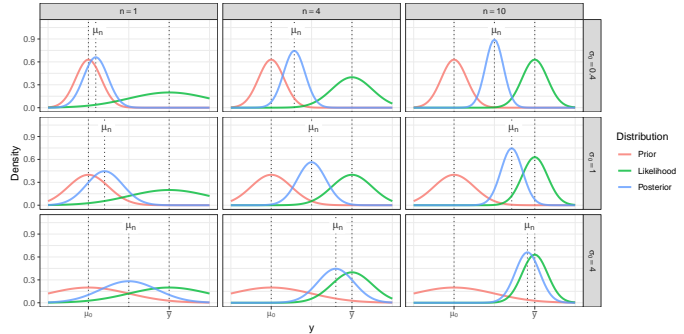 n = 1
n = 4
n = 10
μn
μn
μn
0.9
0.6
0.3
0.0
σ0 = 0.4
μn
μn
μn
0.9
0.6
0.3
0.0
σ0 = 1
μn
μn
μn
0.9
0.6
0.3
0.0
σ0 = 4
Density
μ0
y̅
μ0
y̅
μ0
y̅
y
Distribution
Prior
Likelihood
Posterior